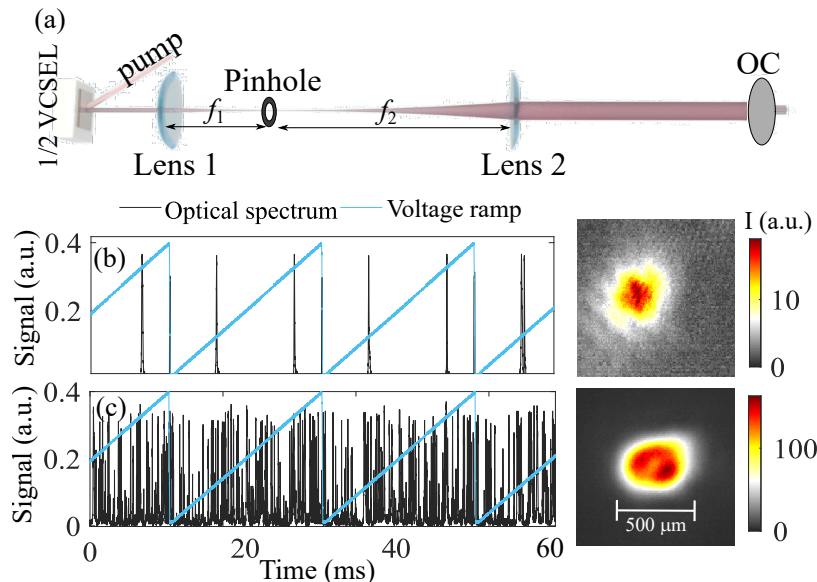 (a)
pump
1/2 VCSEL
Pinhole
OC
f₁
f₂
Lens 1
Lens 2
Optical spectrum
Voltage ramp
I (a.u.)
(b)
Signal (a.u.)
0.4
0.2
10
0
(c)
Signal (a.u.)
0.4
0.2
0
100
0
500 μm
0
20
40
60
Time (ms)